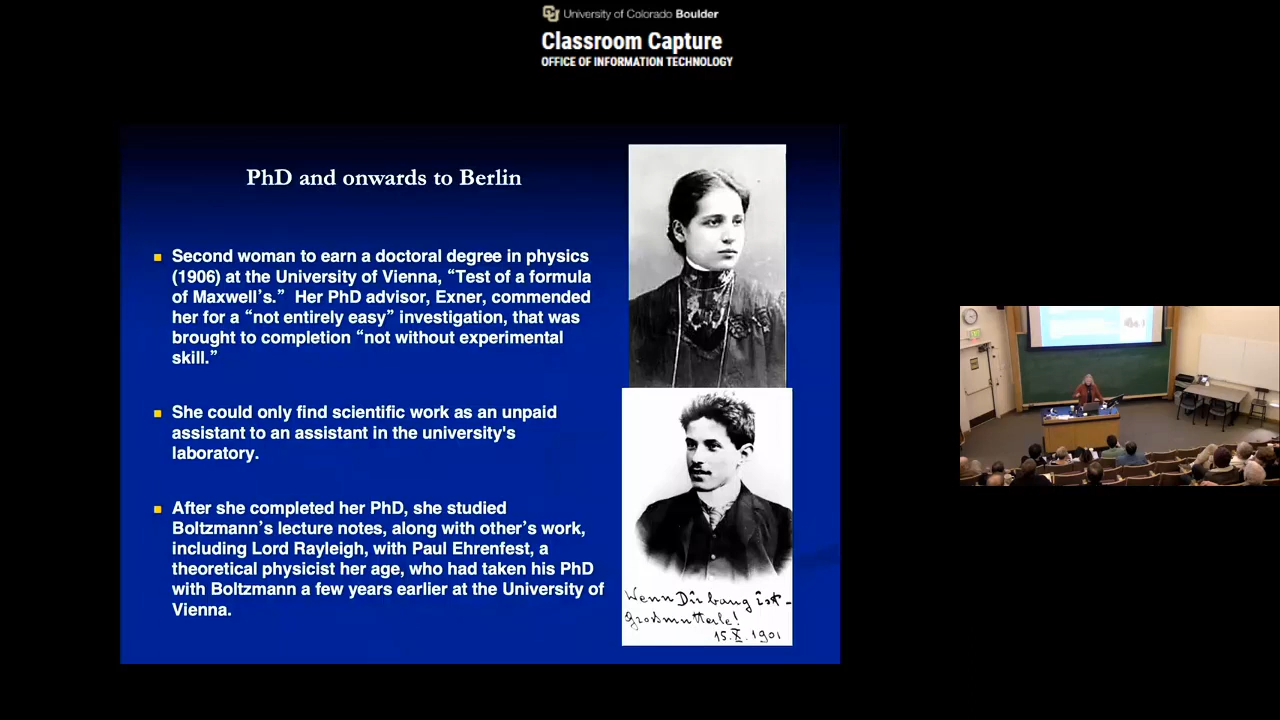 University of Colorado Boulder
Classroom Capture
OFFICE OF INFORMATION TECHNOLOGY
PhD and onwards to Berlin
Second woman to earn a doctoral degree in physics
(1906) at the University of Vienna, “Test of a formula
of Maxwell’s.” Her PhD advisor, Exner, commended
her for a “not entirely easy” investigation, that was
brought to completion “not without experimental
skill.”
She could only find scientific work as an unpaid
assistant to an assistant in the university's
laboratory.
After she completed her PhD, she studied
Boltzmann’s lecture notes, along with other’s work,
including Lord Rayleigh, with Paul Ehrenfest, a
theoretical physicist her age, who had taken his PhD
with Boltzmann a few years earlier at the University of
Vienna.
Wenn Dir bang ist -
Grossmutterle!
15.X.1901